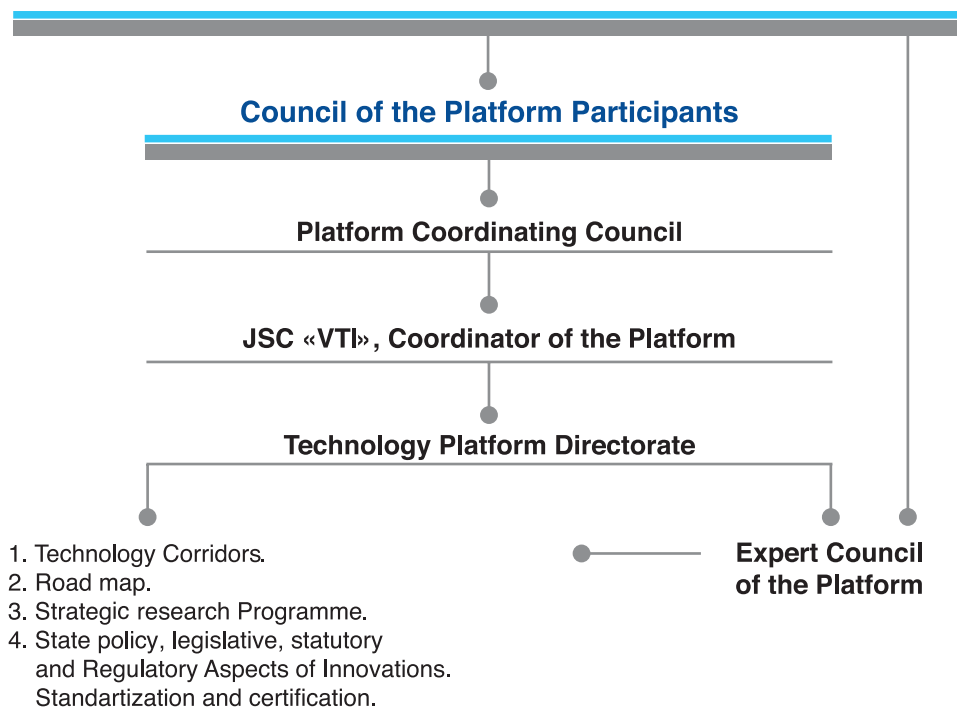 Council of the Platform Participants
Platform Coordinating Council
JSC «VTI», Coordinator of the Platform
Technology Platform Directorate
1. Technology Corridors.
2. Road map.
3. Strategic research Programme.
4. State policy, legislative, statutory
and Regulatory Aspects of Innovations.
Standartization and certification.
Expert Council
of the Platform